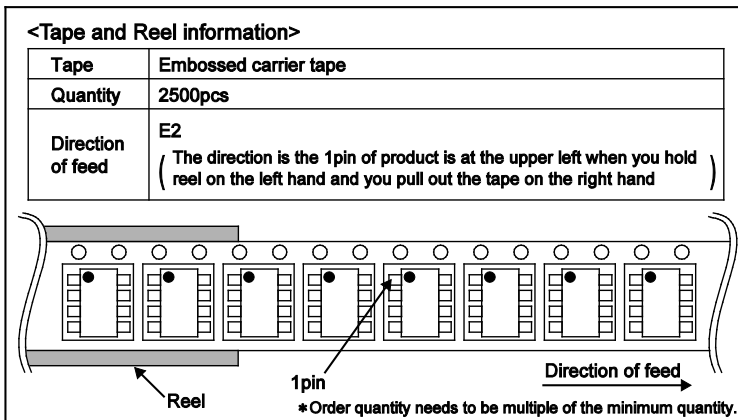 <Tape and Reel information>
Tape Embossed carrier tape
Quantity 2500pcs
Direction of feed E2
( The direction is the 1pin of product is at the upper left when you hold
reel on the left hand and you pull out the tape on the right hand )
Direction of feed
1pin
Reel
*Order quantity needs to be multiple of the minimum quantity.